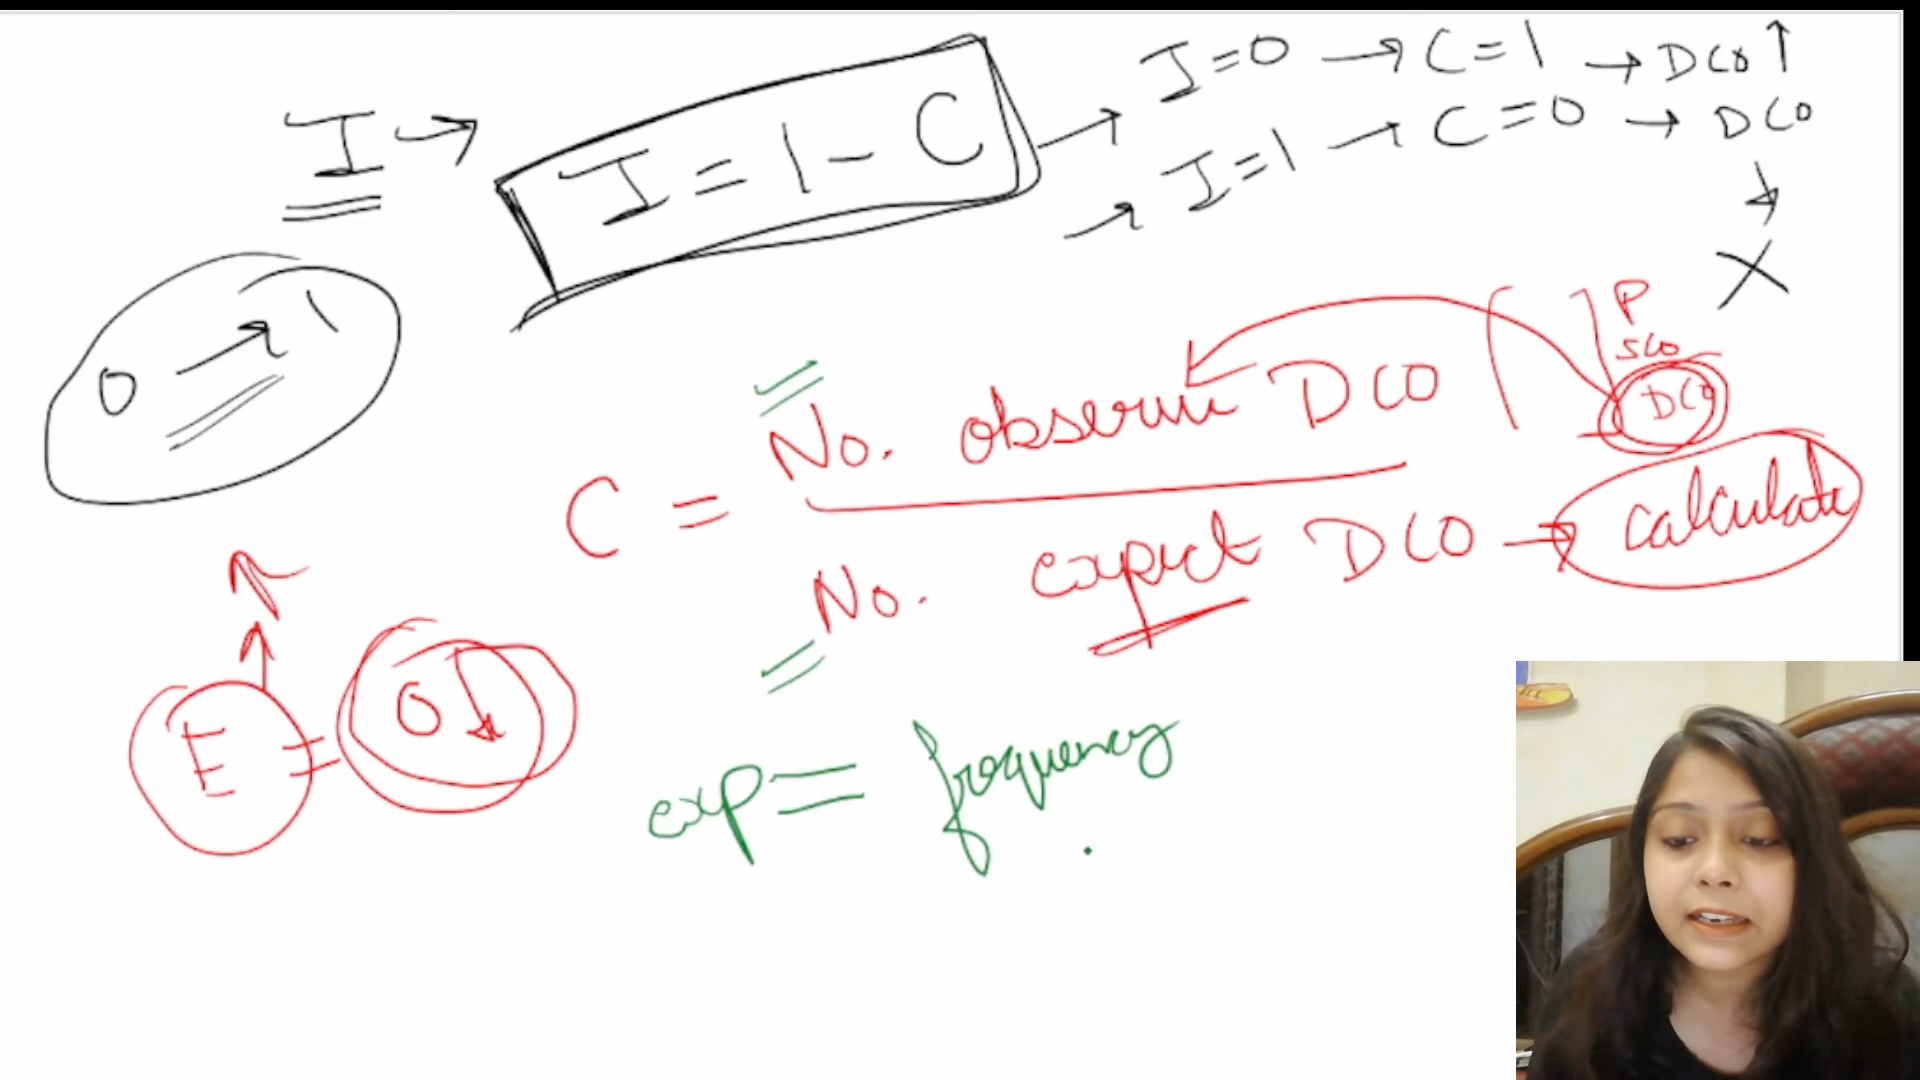 I → I = 1 - C → I = 0 → C = 1 → DCO ↑
→ I = 1 → C = 0 → DCO
↓
X
0 → 1
P
SCO
DCO
C = No. observe DCO
No. expect DCO → calculate
E = O ↓
exp = frequency